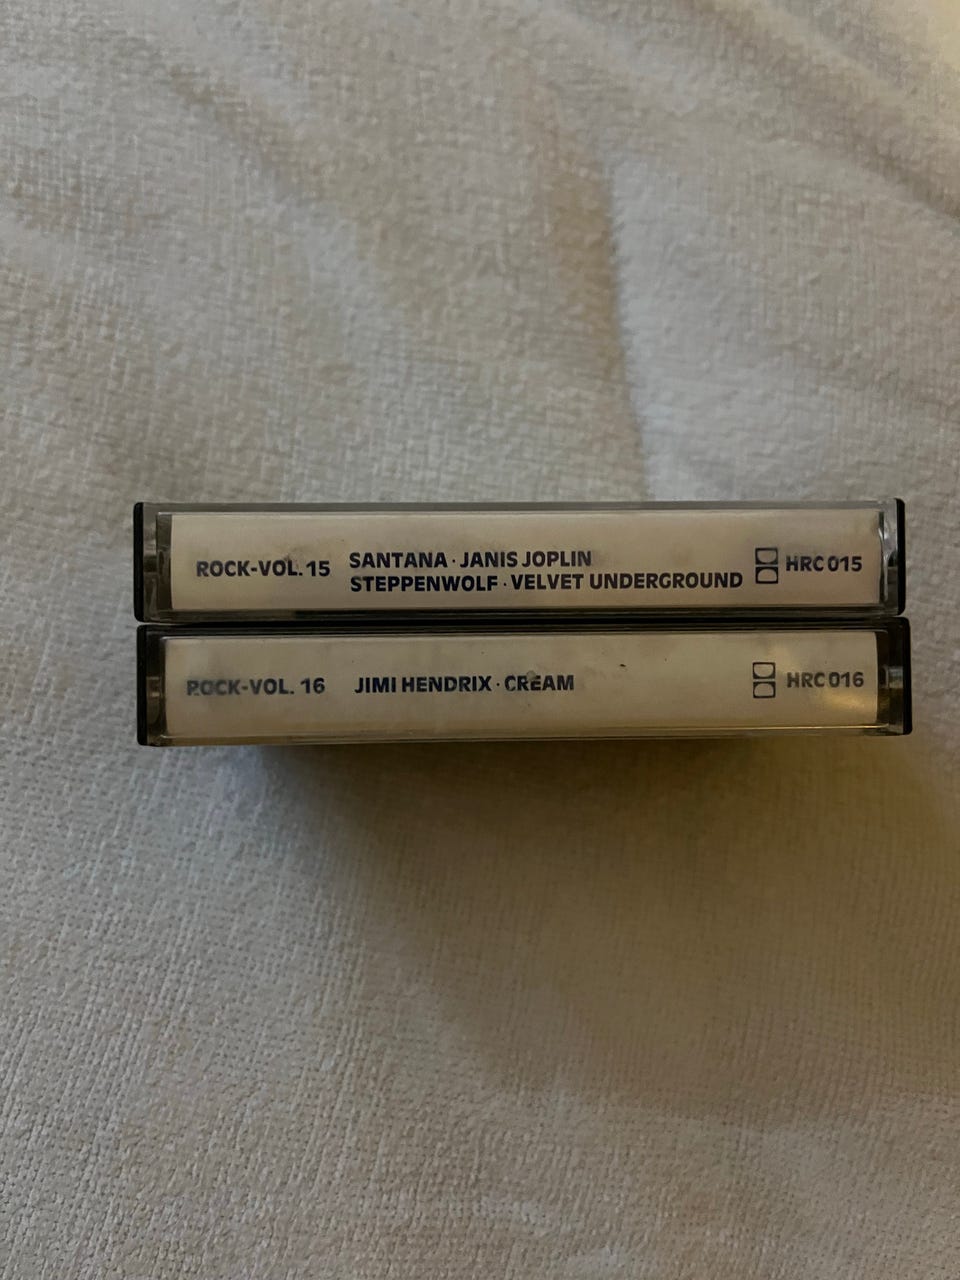 ROCK-VOL. 15 SANTANA · JANIS JOPLIN HRC 015
STEPPENWOLF · VELVET UNDERGROUND
ROCK-VOL. 16 JIMI HENDRIX · CREAM HRC 016